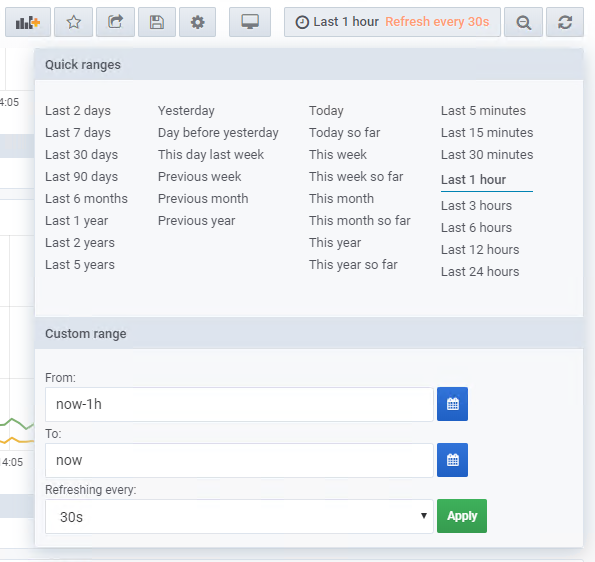 Last 1 hour Refresh every 30s
Quick ranges
4:05
Last 2 days
Last 7 days
Last 30 days
Last 90 days
Last 6 months
Last 1 year
Last 2 years
Last 5 years
Yesterday
Day before yesterday
This day last week
Previous week
Previous month
Previous year
Today
Today so far
This week
This week so far
This month
This month so far
This year
This year so far
Last 5 minutes
Last 15 minutes
Last 30 minutes
Last 1 hour
Last 3 hours
Last 6 hours
Last 12 hours
Last 24 hours
Custom range
From:
now-1h
To:
now
14:05
Refreshing every:
30s
Apply